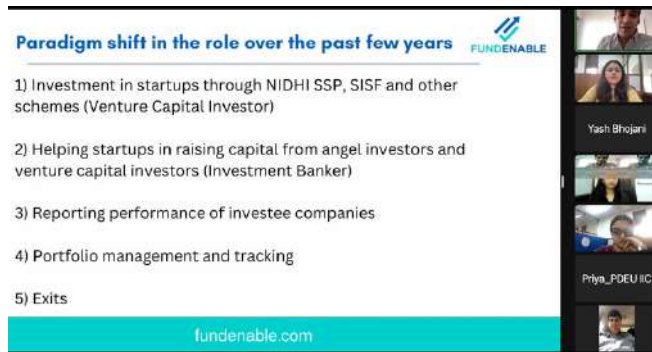 Paradigm shift in the role over the past few years
FUNDENABLE
1) Investment in startups through NIDHI SSP, SISF and other
schemes (Venture Capital Investor)
2) Helping startups in raising capital from angel investors and
venture capital investors (Investment Banker)
3) Reporting performance of investee companies
4) Portfolio management and tracking
5) Exits
fundenable.com
Yash Bhojani
Priya_PDEU IIC